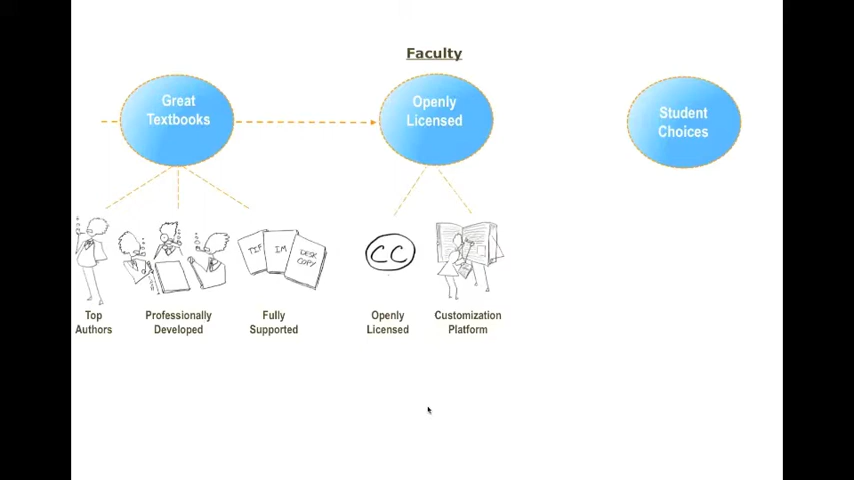 Faculty
Great
Textbooks
Openly
Licensed
Student
Choices
TIF
IM
DESK
COPY
CC
Top
Authors
Professionally
Developed
Fully
Supported
Openly
Licensed
Customization
Platform